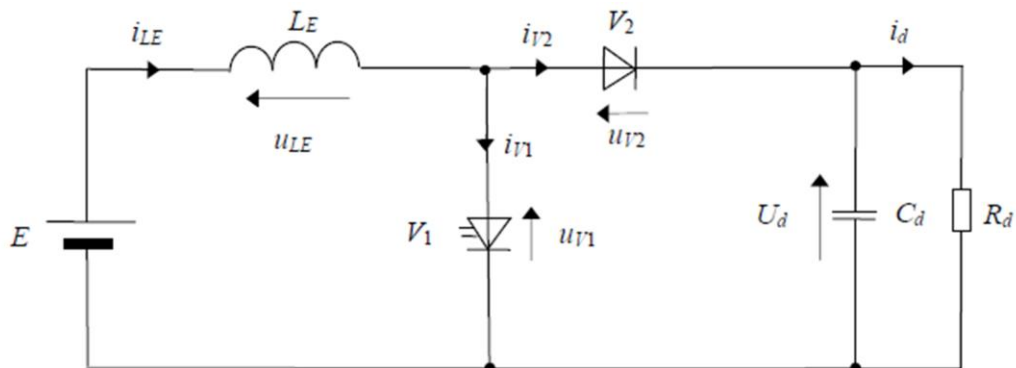 i_LE
L_E
i_V2
V_2
i_d
u_LE
u_V2
i_V1
E
V_1
u_V1
U_d
C_d
R_d